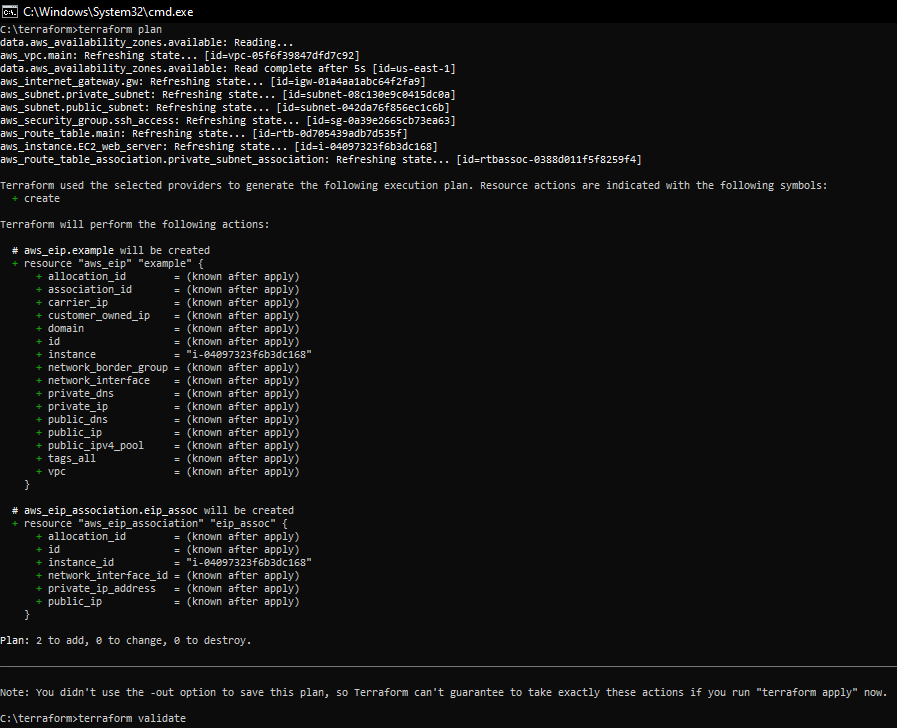 C:\Windows\System32\cmd.exe
C:\terraform>terraform plan
data.aws_availability_zones.available: Reading...
aws_vpc.main: Refreshing state... [id=vpc-05f6f39847dfd7c92]
data.aws_availability_zones.available: Read complete after 5s [id=us-east-1]
aws_internet_gateway.gw: Refreshing state... [id=igw-01a4aa1abc64f2fa9]
aws_subnet.private_subnet: Refreshing state... [id=subnet-08c130e9c0415dc0a]
aws_subnet.public_subnet: Refreshing state... [id=subnet-042da76f856ec1c6b]
aws_security_group.ssh_access: Refreshing state... [id=sg-0a39e2665cb73ea63]
aws_route_table.main: Refreshing state... [id=rtb-0d705439adb7d535f]
aws_instance.EC2_web_server: Refreshing state... [id=i-04097323f6b3dc168]
aws_route_table_association.private_subnet_association: Refreshing state... [id=rtbassoc-0388d011f5f8259f4]
Terraform used the selected providers to generate the following execution plan. Resource actions are indicated with the following symbols:
+ create
Terraform will perform the following actions:
# aws_eip.example will be created
+ resource "aws_eip" "example" {
+ allocation_id = (known after apply)
+ association_id = (known after apply)
+ carrier_ip = (known after apply)
+ customer_owned_ip = (known after apply)
+ domain = (known after apply)
+ id = (known after apply)
+ instance = "i-04097323f6b3dc168"
+ network_border_group = (known after apply)
+ network_interface = (known after apply)
+ private_dns = (known after apply)
+ private_ip = (known after apply)
+ public_dns = (known after apply)
+ public_ip = (known after apply)
+ public_ipv4_pool = (known after apply)
+ tags_all = (known after apply)
+ vpc = (known after apply)
}
# aws_eip_association.eip_assoc will be created
+ resource "aws_eip_association" "eip_assoc" {
+ allocation_id = (known after apply)
+ id = (known after apply)
+ instance_id = "i-04097323f6b3dc168"
+ network_interface_id = (known after apply)
+ private_ip_address = (known after apply)
+ public_ip = (known after apply)
}
Plan: 2 to add, 0 to change, 0 to destroy.
Note: You didn't use the -out option to save this plan, so Terraform can't guarantee to take exactly these actions if you run "terraform apply" now.
C:\terraform>terraform validate